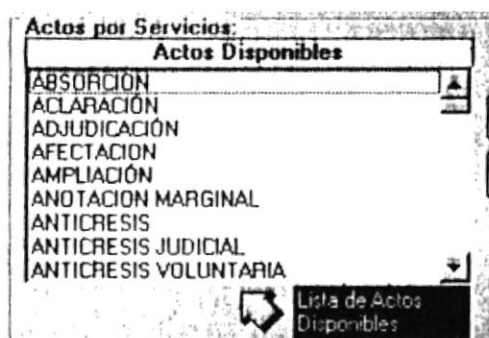 Actos por Servicios:
Actos Disponibles
ABSORCIÓN
ACLARACIÓN
ADJUDICACIÓN
AFECTACION
AMPLIACIÓN
ANOTACION MARGINAL
ANTICRESIS
ANTICRESIS JUDICIAL
ANTICRESIS VOLUNTARIA
Lista de Actos
Disponibles